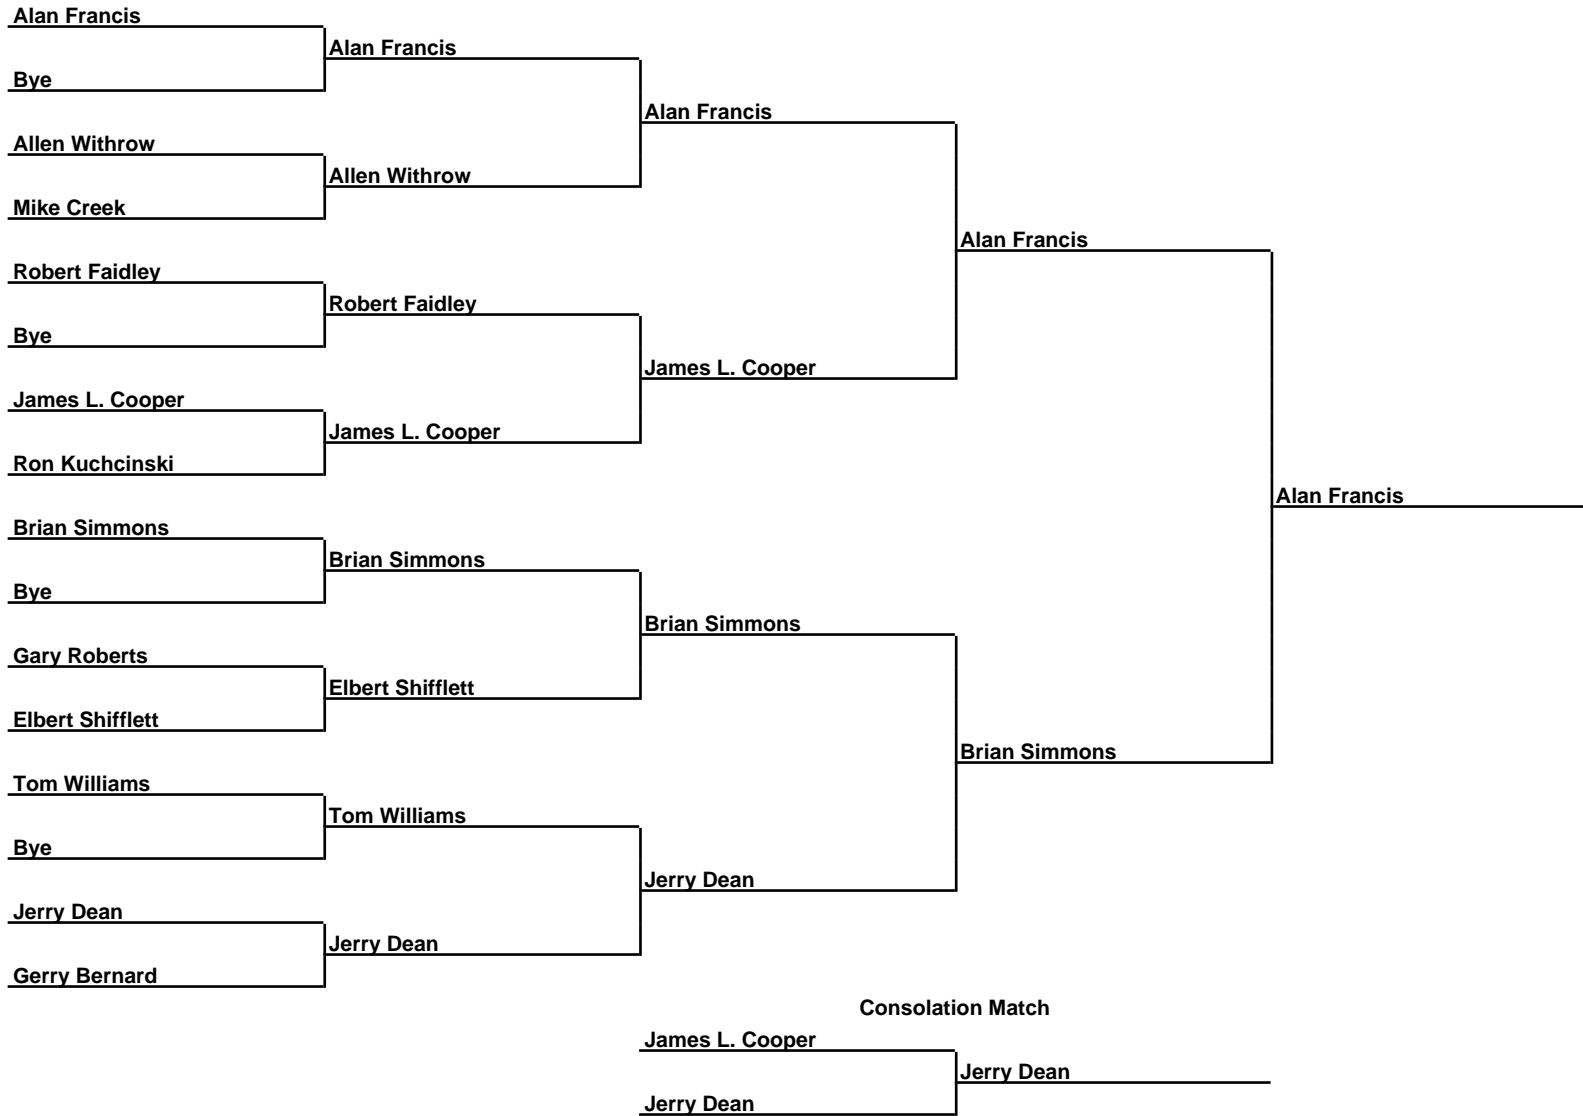 Alan Francis
Bye
Allen Withrow
Mike Creek
Robert Faidley
Bye
James L. Cooper
Ron Kuchcinski
Brian Simmons
Bye
Gary Roberts
Elbert Shifflett
Tom Williams
Bye
Jerry Dean
Gerry Bernard
Alan Francis
Allen Withrow
Robert Faidley
James L. Cooper
Brian Simmons
Elbert Shifflett
Tom Williams
Jerry Dean
Alan Francis
James L. Cooper
Brian Simmons
Jerry Dean
Alan Francis
Brian Simmons
Alan Francis
Consolation Match
James L. Cooper
Jerry Dean
Jerry Dean